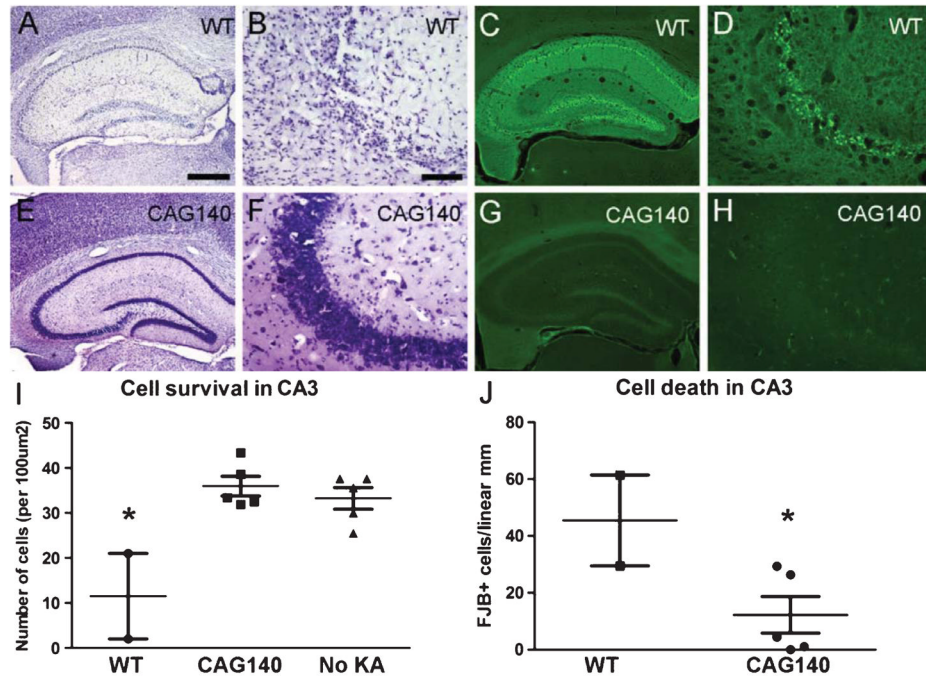 A WT
B WT
C WT
D WT
E CAG140
F CAG140
G CAG140
H CAG140
I Cell survival in CA3
Number of cells (per 100um2)
50
40
30
20
10
0
*
WT CAG140 No KA
J Cell death in CA3
FJB+ cells/linear mm
80
60
40
20
0
*
WT CAG140